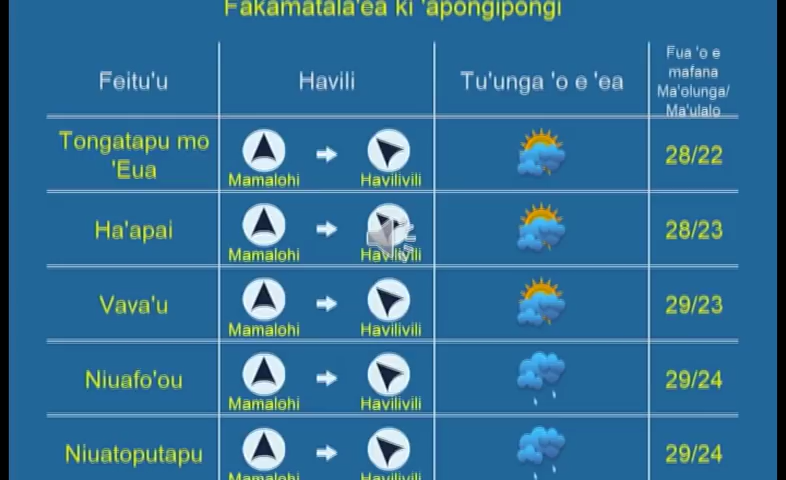 Fakamatala'ea ki 'apongipongi
Feitu'u
Havili
Tu'unga 'o e 'ea
Fua 'o e
mafana
Ma'olunga/
Ma'ulalo
Tongatapu mo
'Eua
Mamalohi
Havilivili
28/22
Ha'apai
Mamalohi
Havilivili
28/23
Vava'u
Mamalohi
Havilivili
29/23
Niuafo'ou
Mamalohi
Havilivili
29/24
Niuatoputapu
Mamalohi
Havilivili
29/24